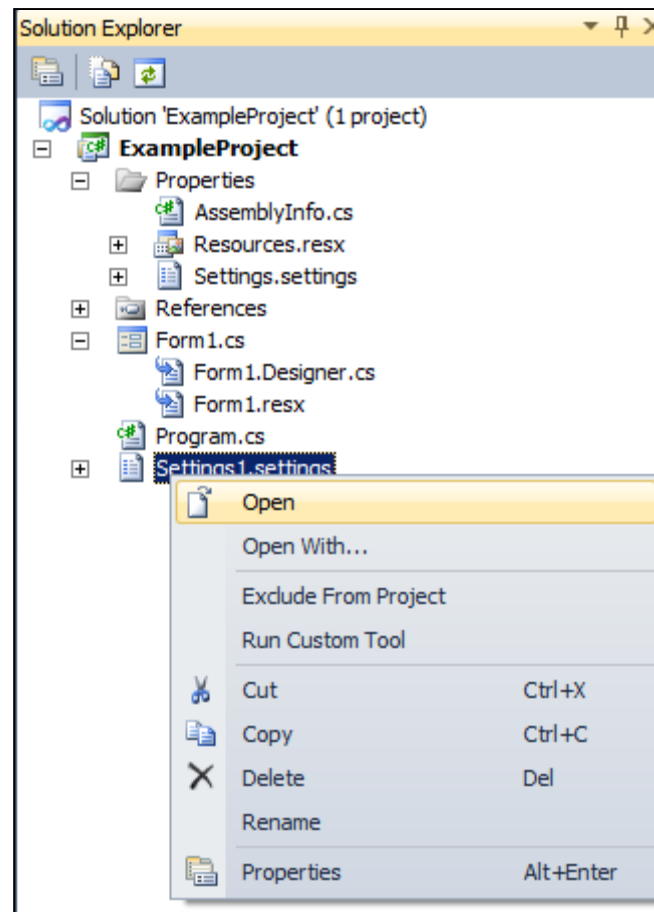 Solution Explorer
Solution 'ExampleProject' (1 project)
ExampleProject
Properties
AssemblyInfo.cs
Resources.resx
Settings.settings
References
Form1.cs
Form1.Designer.cs
Form1.resx
Program.cs
Settings1.settings
Open
Open With...
Exclude From Project
Run Custom Tool
Cut Ctrl+X
Copy Ctrl+C
Delete Del
Rename
Properties Alt+Enter